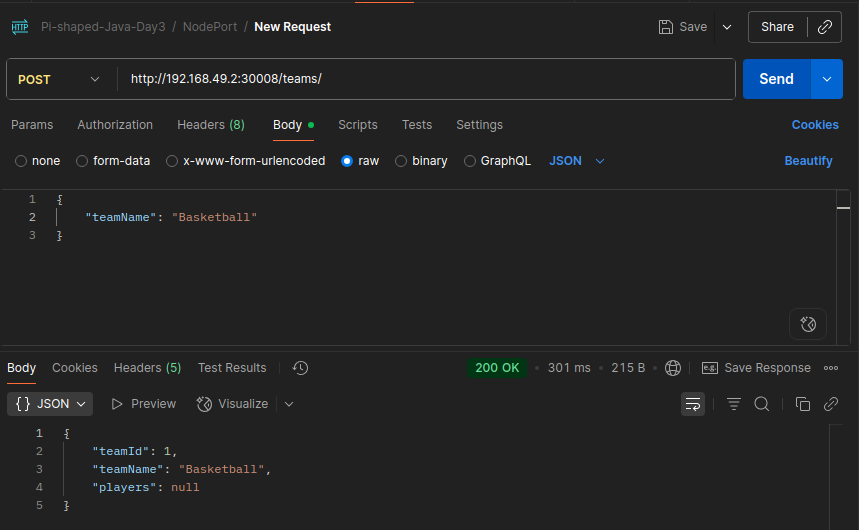 HTTP Pi-shaped-Java-Day3 / NodePort / New Request Save Share
POST http://192.168.49.2:30008/teams/ Send
Params Authorization Headers (8) Body Scripts Tests Settings Cookies
none form-data x-www-form-urlencoded raw binary GraphQL JSON Beautify
1 {
2 "teamName": "Basketball"
3 }
Body Cookies Headers (5) Test Results 200 OK 301 ms 215 B e.g. Save Response
{} JSON Preview Visualize
1 {
2 "teamId": 1,
3 "teamName": "Basketball",
4 "players": null
5 }